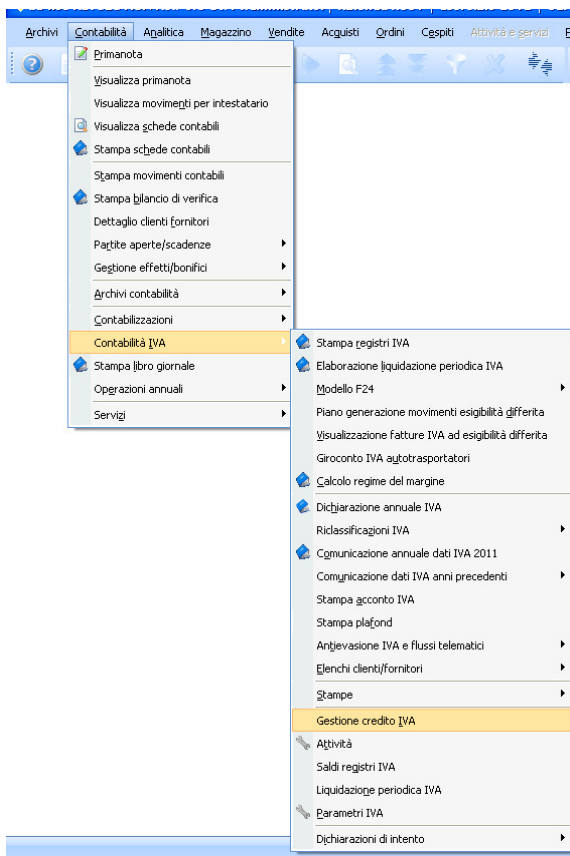 Archivi Contabilità Analitica Magazzino Vendite Acquisti Ordini Cespiti Attività e servizi
Primanota
Visualizza primanota
Visualizza movimenti per intestatario
Visualizza schede contabili
Stampa schede contabili
Stampa movimenti contabili
Stampa bilancio di verifica
Dettaglio clienti fornitori
Partite aperte/scadenze
Gestione effetti/bonifici
Archivi contabilità
Contabilizzazioni
Contabilità IVA
Stampa libro giornale
Operazioni annuali
Servizi
Stampa registri IVA
Elaborazione liquidazione periodica IVA
Modello F24
Piano generazione movimenti esigibilità differita
Visualizzazione fatture IVA ad esigibilità differita
Giroconto IVA autotrasportatori
Calcolo regime del margine
Dichiarazione annuale IVA
Riclassificazioni IVA
Comunicazione annuale dati IVA 2011
Comunicazione dati IVA anni precedenti
Stampa acconto IVA
Stampa plafond
Antievasione IVA e flussi telematici
Elenchi clienti/fornitori
Stampe
Gestione credito IVA
Attività
Saldi registri IVA
Liquidazione periodica IVA
Parametri IVA
Dichiarazioni di intento